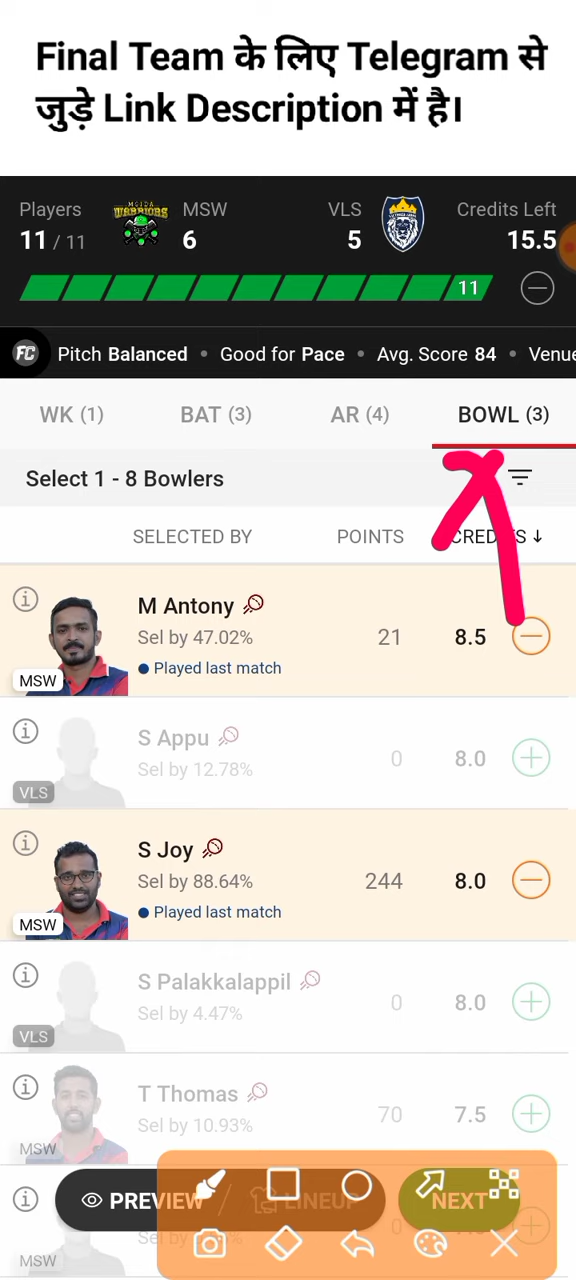 Final Team के लिए Telegram से
जुड़े Link Description में है।
Players MSW VLS Credits Left
11 / 11 6 5 15.5
WARRIORS
11
FC Pitch Balanced • Good for Pace • Avg. Score 84 • Venue
WK (1) BAT (3) AR (4) BOWL (3)
Select 1 - 8 Bowlers
SELECTED BY POINTS CREDITS ↓
M Antony
Sel by 47.02% 21 8.5
Played last match
MSW
S Appu
Sel by 12.78% 0 8.0
VLS
S Joy
Sel by 88.64% 244 8.0
Played last match
MSW
S Palakkalappil
Sel by 4.47% 0 8.0
VLS
T Thomas
Sel by 10.93% 70 7.5
MSW
PREVIEW / LINEUP NEXT
MSW